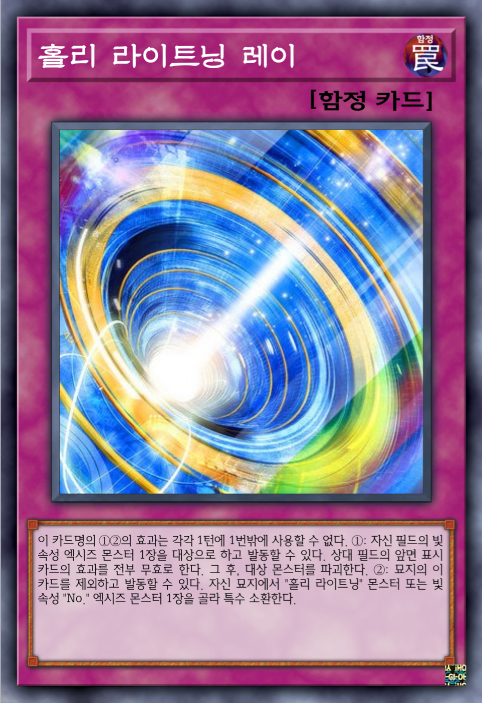 홀리 라이트닝 레이
함정
罠
[함정 카드]
이 카드명의 ①②의 효과는 각각 1턴에 1번밖에 사용할 수 없다. ①: 자신 필드의 빛
속성 엑시즈 몬스터 1장을 대상으로 하고 발동할 수 있다. 상대 필드의 앞면 표시
카드의 효과를 전부 무효로 한다. 그 후, 대상 몬스터를 파괴한다. ②: 묘지의 이
카드를 제외하고 발동할 수 있다. 자신 묘지에서 "홀리 라이트닝" 몬스터 또는 빛
속성 "No." 엑시즈 몬스터 1장을 골라 특수 소환한다.